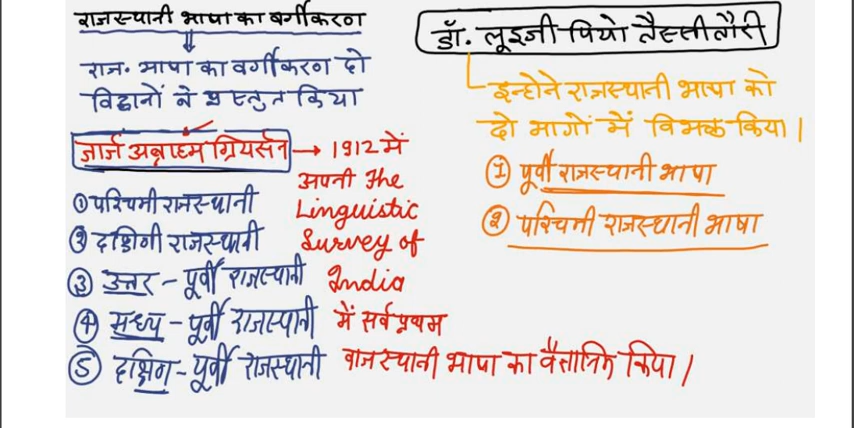 राजस्थानी भाषा का वर्गीकरण
राज. भाषा का वर्गीकरण दो
विद्वानों ने प्रस्तुत किया
जार्ज अब्राहम ग्रियर्सन → 1912 में
अपनी The
Linguistic
Survey of
India
में सर्वप्रथम
राजस्थानी भाषा का वैज्ञानिक किया।
① पश्चिमी राजस्थानी
② दक्षिणी राजस्थानी
③ उत्तर - पूर्वी राजस्थानी
④ मध्य - पूर्वी राजस्थानी
⑤ दक्षिण - पूर्वी राजस्थानी
डॉ. लूइजी पियो तैस्सीतौरी
इन्होने राजस्थानी भाषा को
दो भागों में विभक्त किया।
① पूर्वी राजस्थानी भाषा
② पश्चिमी राजस्थानी भाषा